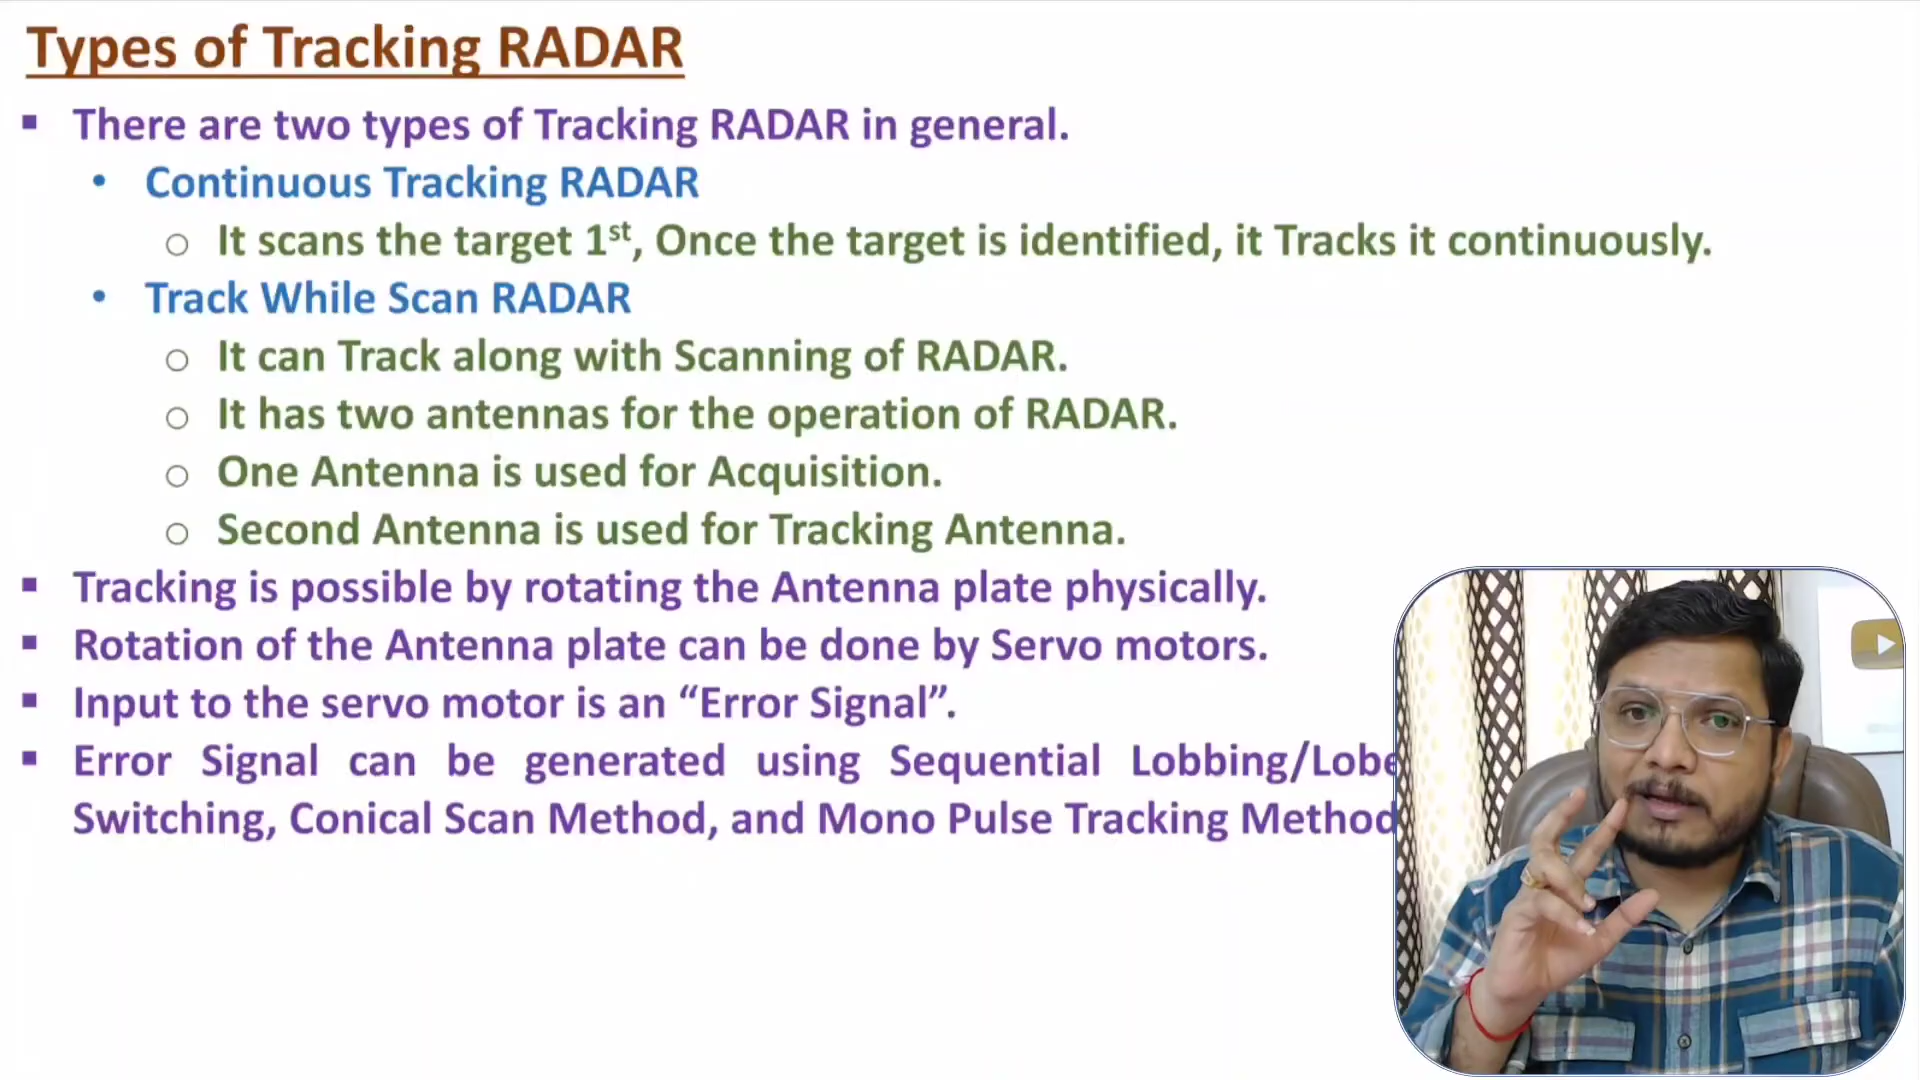 Types of Tracking RADAR
▪ There are two types of Tracking RADAR in general.
• Continuous Tracking RADAR
○ It scans the target 1st, Once the target is identified, it Tracks it continuously.
• Track While Scan RADAR
○ It can Track along with Scanning of RADAR.
○ It has two antennas for the operation of RADAR.
○ One Antenna is used for Acquisition.
○ Second Antenna is used for Tracking Antenna.
▪ Tracking is possible by rotating the Antenna plate physically.
▪ Rotation of the Antenna plate can be done by Servo motors.
▪ Input to the servo motor is an “Error Signal”.
▪ Error Signal can be generated using Sequential Lobbing/Lobe
Switching, Conical Scan Method, and Mono Pulse Tracking Method